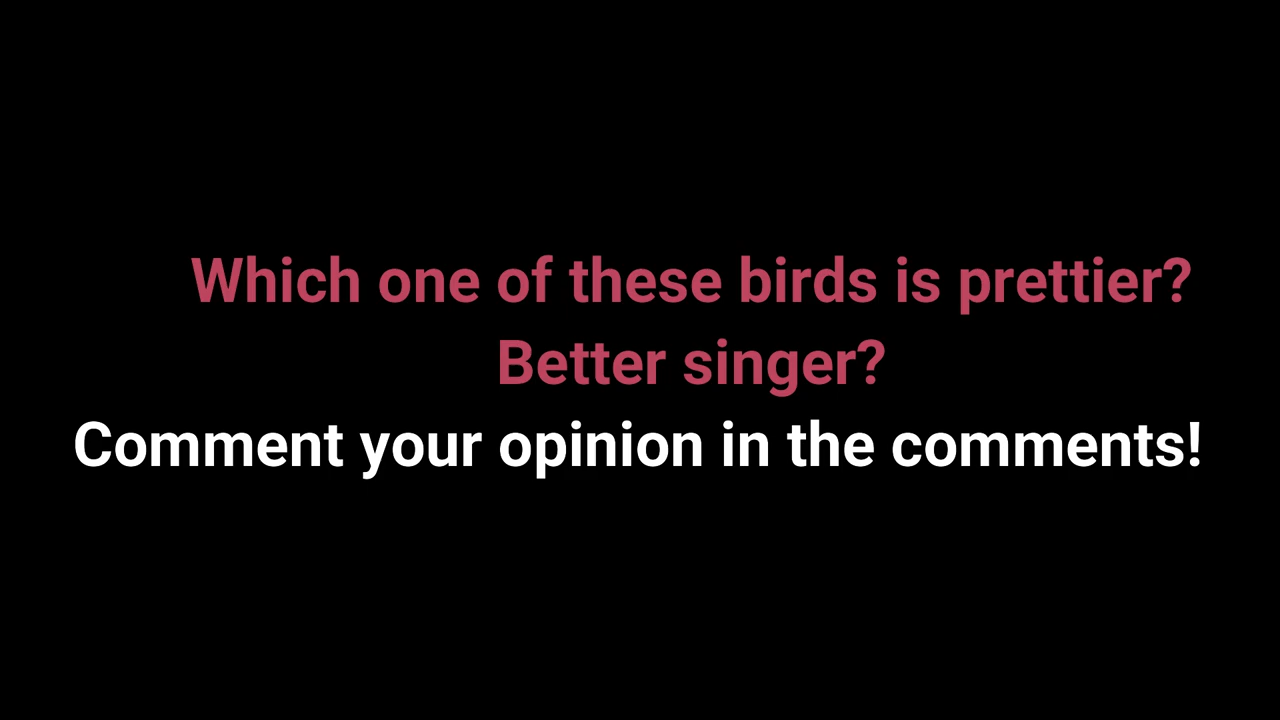 Which one of these birds is prettier?
Better singer?
Comment your opinion in the comments!